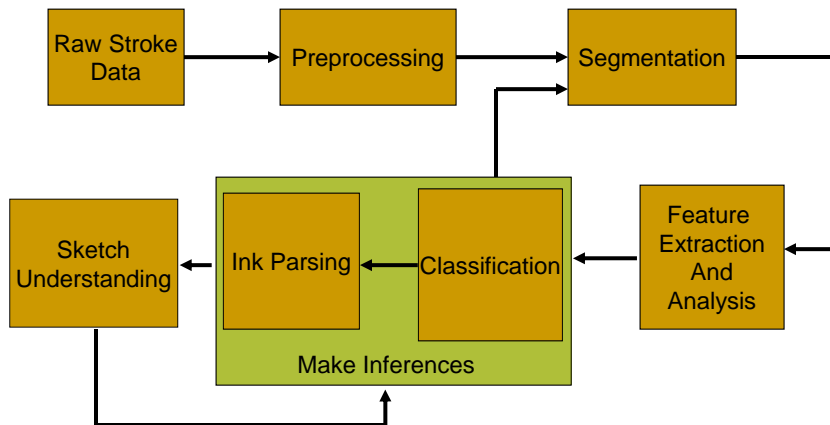 Raw Stroke
Data
Preprocessing
Segmentation
Sketch
Understanding
Ink Parsing
Classification
Feature
Extraction
And
Analysis
Make Inferences